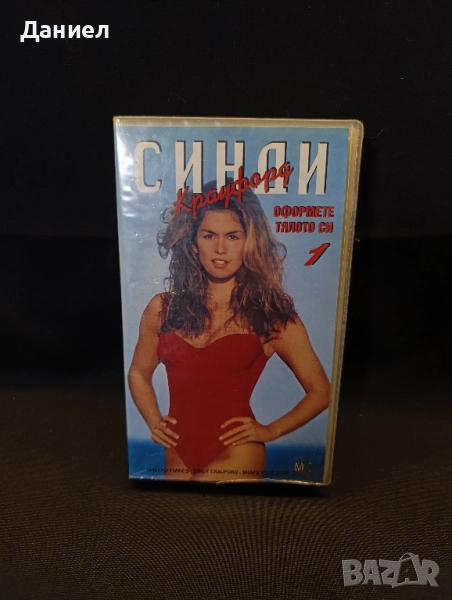 Даниел
СИНДИ
Крауфорд
ОФОРМЕТЕ
ТЯЛОТО СИ
1
BAZAR